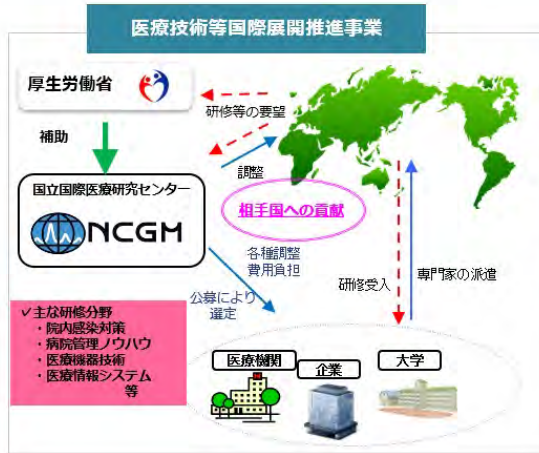 医療技術等国際展開推進事業
厚生労働省
研修等の要望
補助
調整
国立国際医療研究センター
NCGM
相手国への貢献
各種調整
費用負担
公募により
選定
研修受入
専門家の派遣
✓主な研修分野
・院内感染対策
・病院管理ノウハウ
・医療機器技術
・医療情報システム
等
医療機関
企業
大学